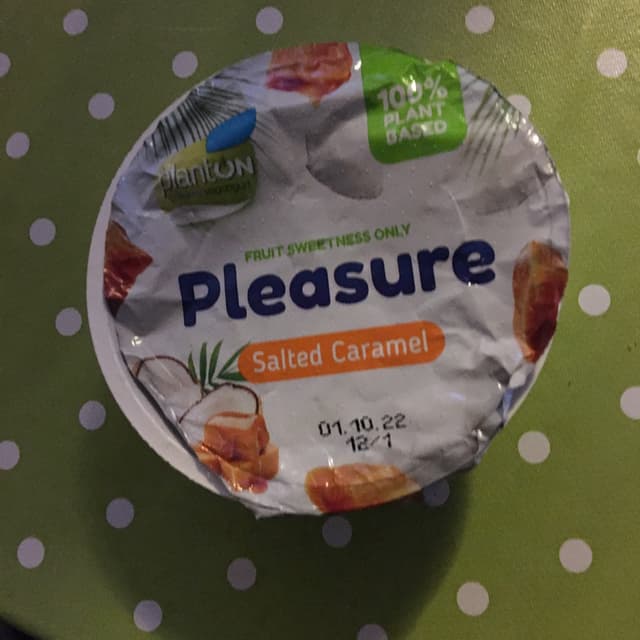 100%
PLANT
BASED
plantON
FRUIT SWEETNESS ONLY
Pleasure
Salted Caramel
01.10.22
12/1